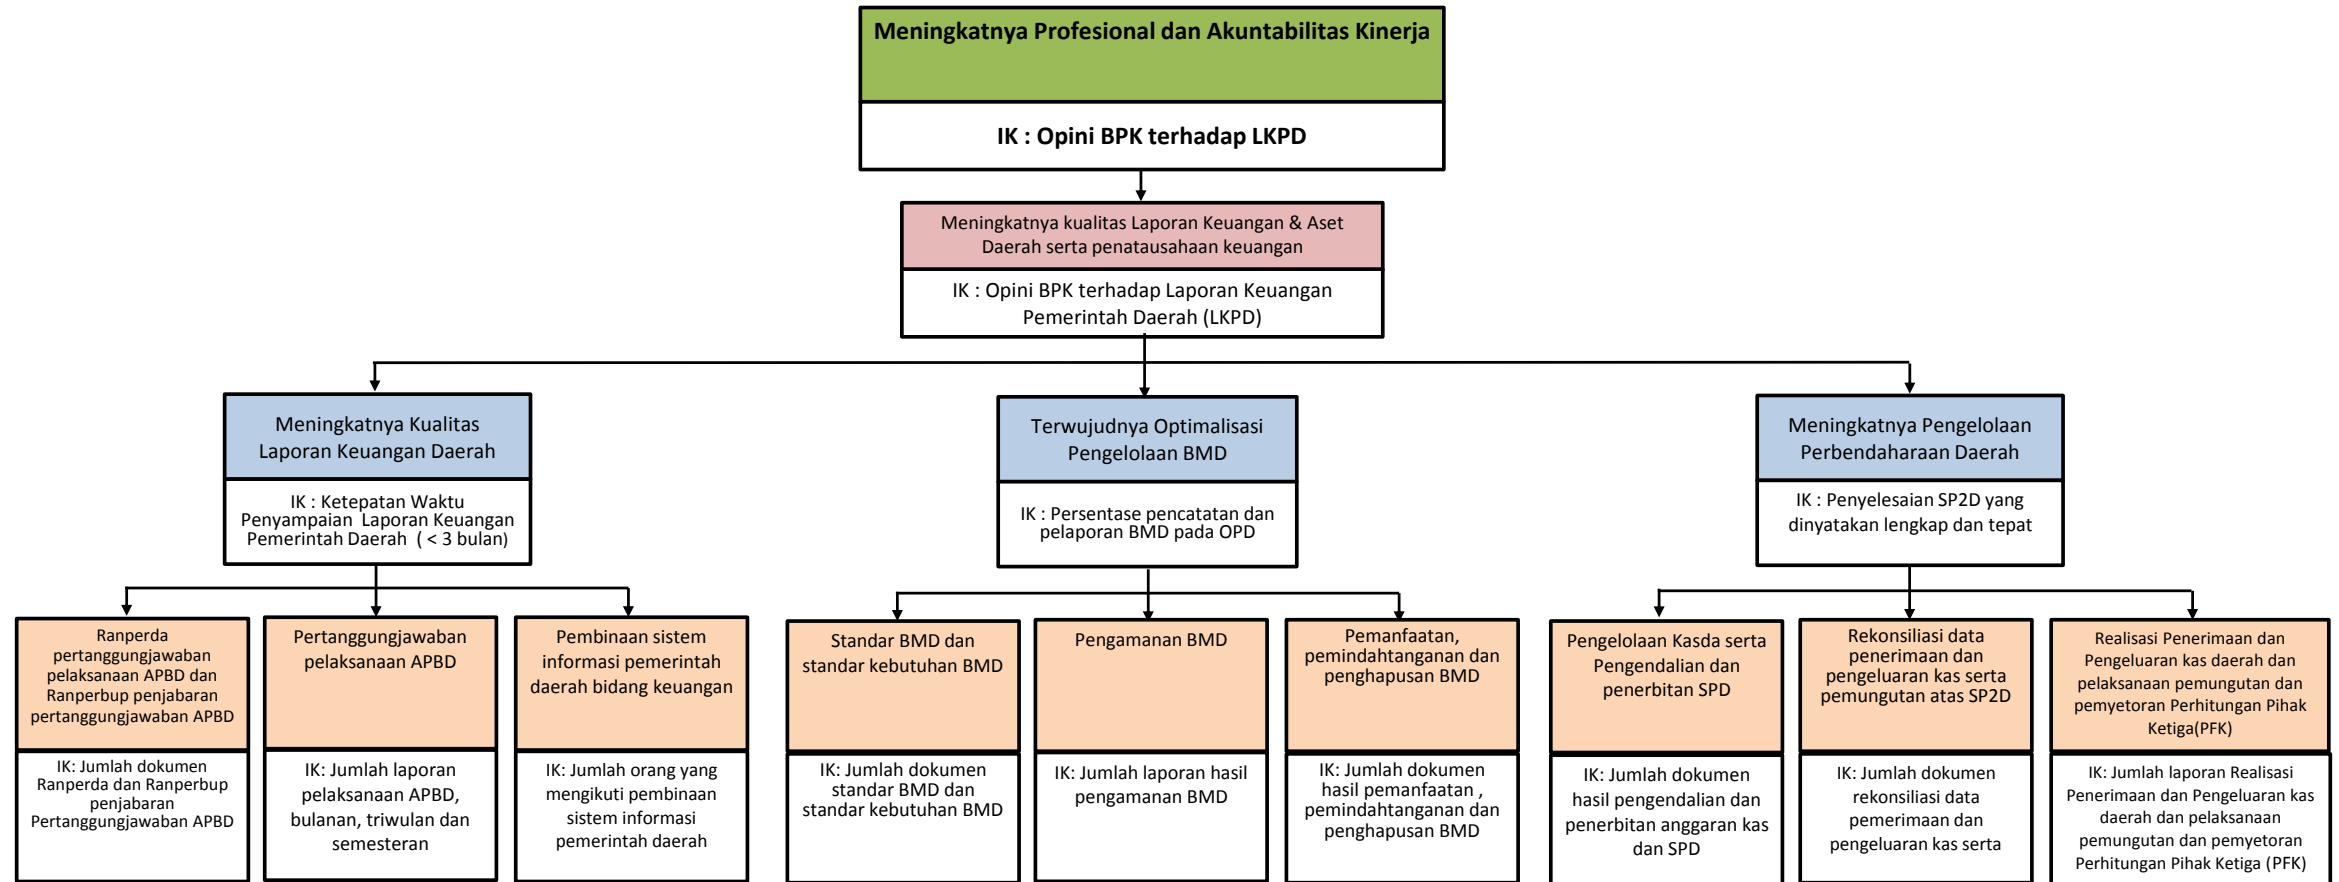 Meningkatnya Profesional dan Akuntabilitas Kinerja
IK : Opini BPK terhadap LKPD
Meningkatnya kualitas Laporan Keuangan & Aset
Daerah serta penatausahaan keuangan
IK : Opini BPK terhadap Laporan Keuangan
Pemerintah Daerah (LKPD)
Meningkatnya Kualitas
Laporan Keuangan Daerah
IK : Ketepatan Waktu
Penyampaian Laporan Keuangan
Pemerintah Daerah ( < 3 bulan)
Terwujudnya Optimalisasi
Pengelolaan BMD
IK : Persentase pencatatan dan
pelaporan BMD pada OPD
Meningkatnya Pengelolaan
Perbendaharaan Daerah
IK : Penyelesaian SP2D yang
dinyatakan lengkap dan tepat
Ranperda
pertanggungjawaban
pelaksanaan APBD dan
Ranperbup penjabaran
pertanggungjawaban APBD
IK: Jumlah dokumen
Ranperda dan Ranperbup
penjabaran
Pertanggungjawaban APBD
Pertanggungjawaban
pelaksanaan APBD
IK: Jumlah laporan
pelaksanaan APBD,
bulanan, triwulan dan
semesteran
Pembinaan sistem
informasi pemerintah
daerah bidang keuangan
IK: Jumlah orang yang
mengikuti pembinaan
sistem informasi
pemerintah daerah
Standar BMD dan
standar kebutuhan BMD
IK: Jumlah dokumen
standar BMD dan
standar kebutuhan BMD
Pengamanan BMD
IK: Jumlah laporan hasil
pengamanan BMD
Pemanfaatan,
pemindahtanganan dan
penghapusan BMD
IK: Jumlah dokumen
hasil pemanfaatan ,
pemindahtanganan dan
penghapusan BMD
Pengelolaan Kasda serta
Pengendalian dan
penerbitan SPD
IK: Jumlah dokumen
hasil pengendalian dan
penerbitan anggaran kas
dan SPD
Rekonsiliasi data
penerimaan dan
pengeluaran kas serta
pemungutan atas SP2D
IK: Jumlah dokumen
rekonsiliasi data
pemerimaan dan
pengeluaran kas serta
Realisasi Penerimaan dan
Pengeluaran kas daerah dan
pelaksanaan pemungutan dan
pemyetoran Perhitungan Pihak
Ketiga(PFK)
IK: Jumlah laporan Realisasi
Penerimaan dan Pengeluaran kas
daerah dan pelaksanaan
pemungutan dan pemyetoran
Perhitungan Pihak Ketiga (PFK)